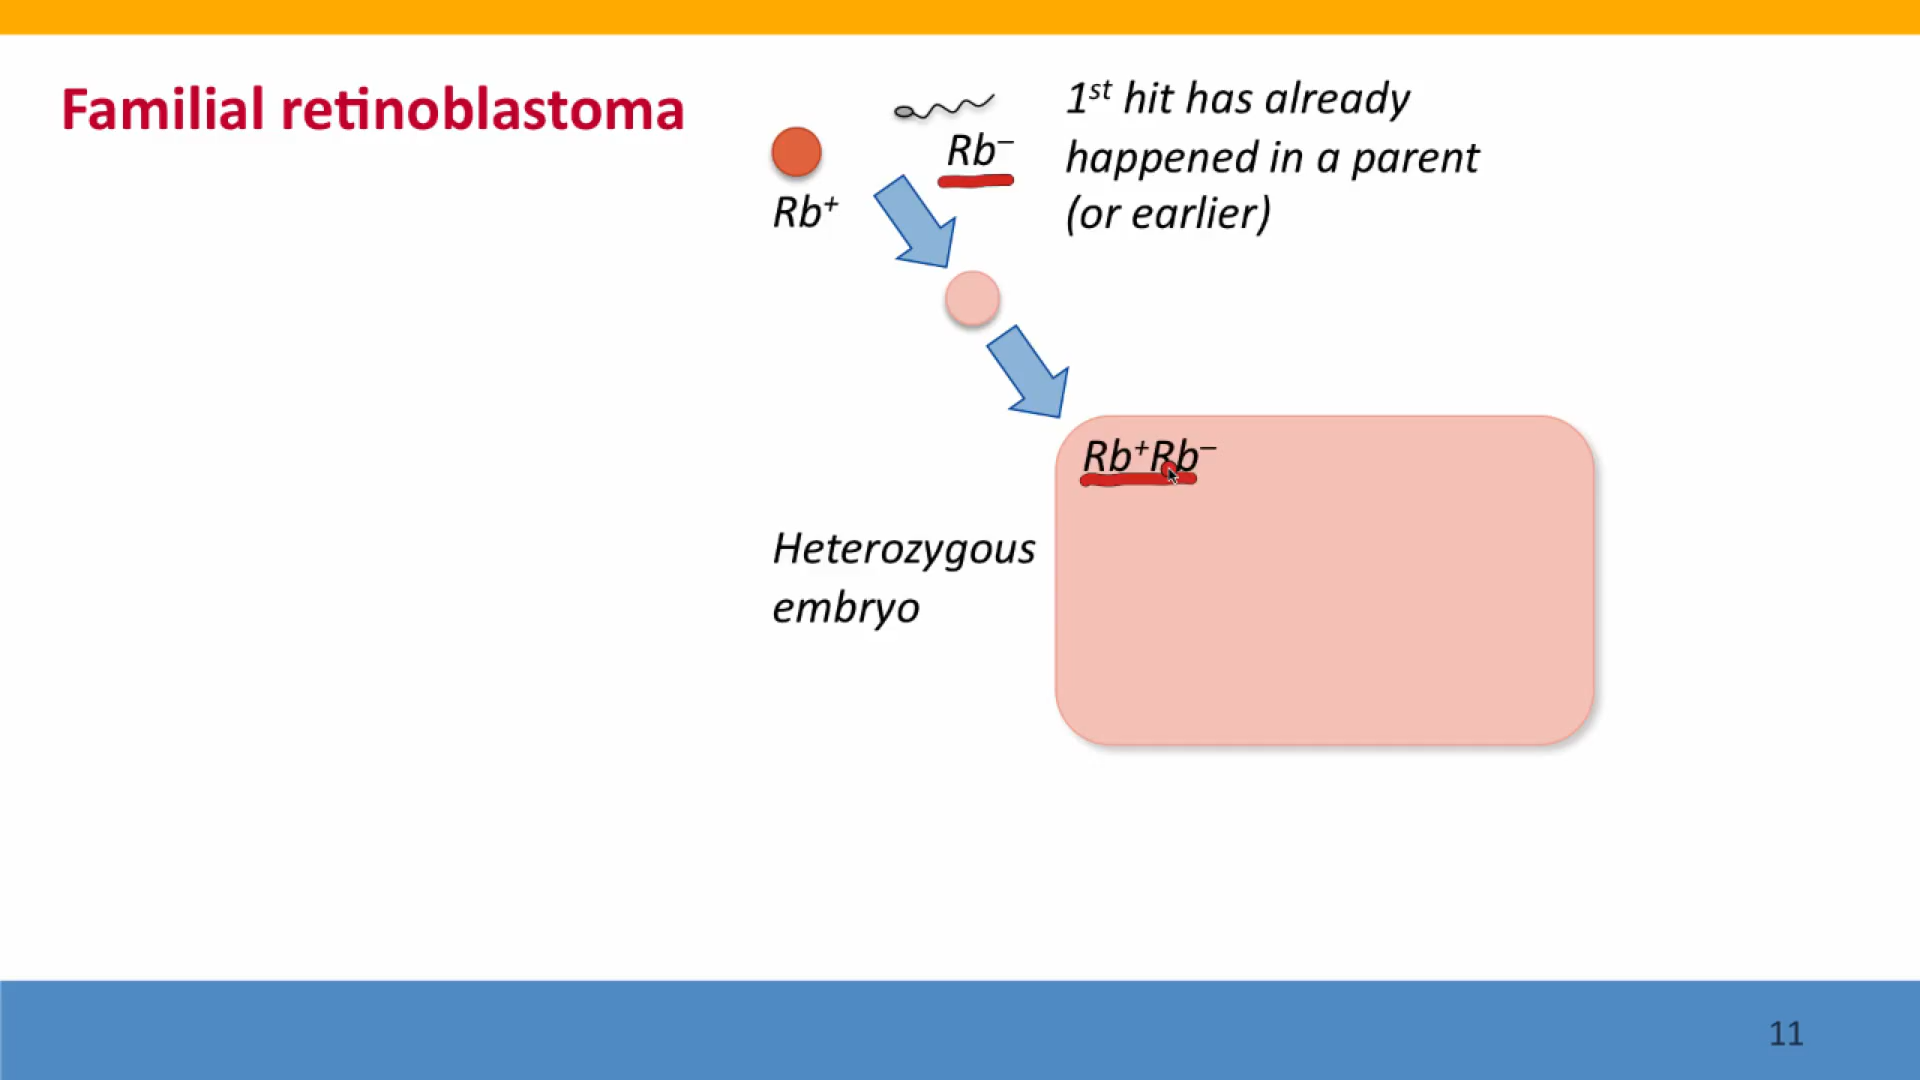 Familial retinoblastoma
Rb⁺
Rb⁻
1ˢᵗ hit has already
happened in a parent
(or earlier)
Rb⁺Rb⁻
Heterozygous
embryo
11